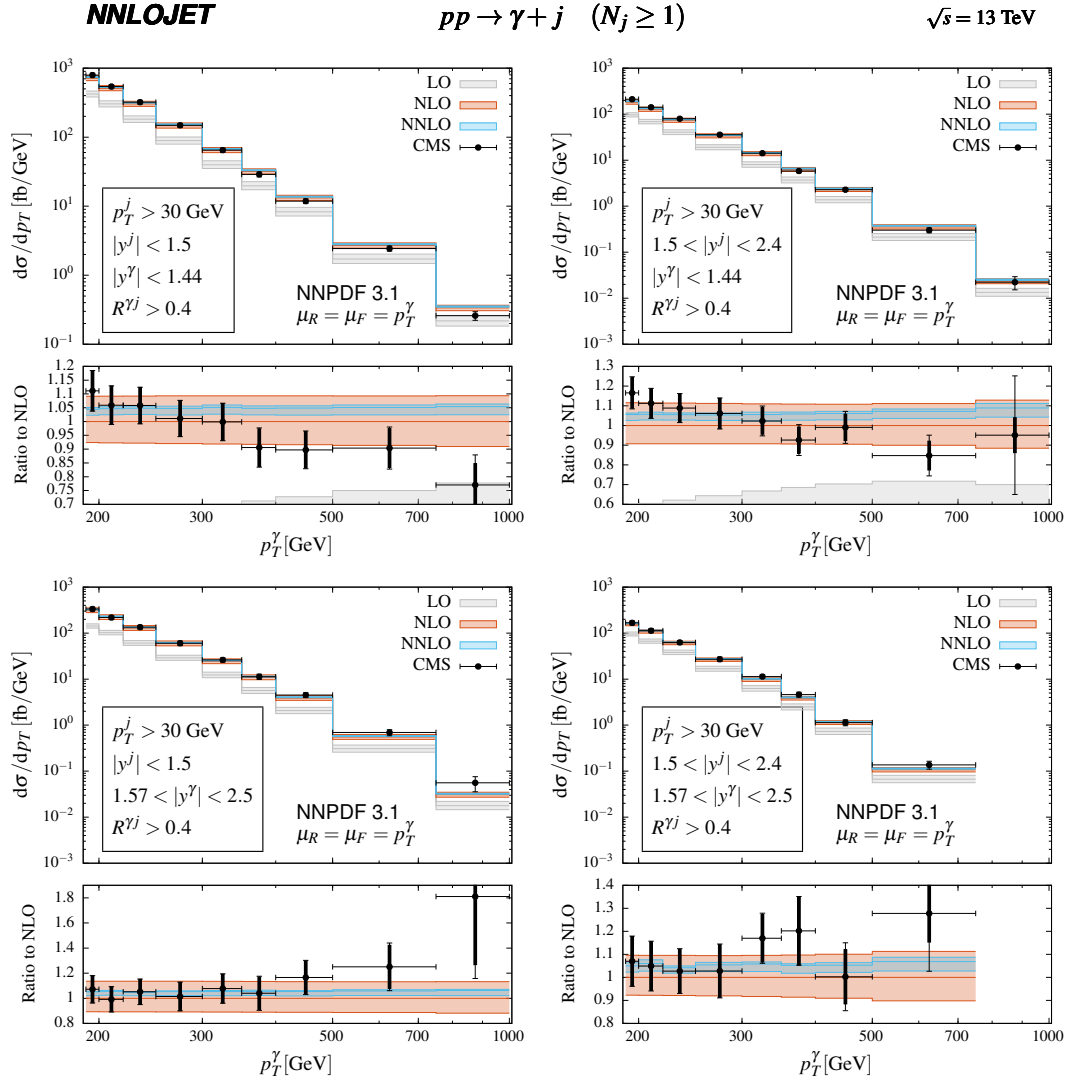 NNLOJET pp → γ + j (N_j ≥ 1) √s = 13 TeV
dσ/dp_T [fb/GeV]
10^3
10^2
10^1
10^0
10^−1
LO
NLO
NNLO
CMS
p_T^j > 30 GeV
|y^j| < 1.5
|y^γ| < 1.44
R^γj > 0.4
NNPDF 3.1
μ_R = μ_F = p_T^γ
Ratio to NLO
1.2
1.15
1.1
1.05
1
0.95
0.9
0.85
0.8
0.75
0.7
200 300 500 700 1000
p_T^γ [GeV]
dσ/dp_T [fb/GeV]
10^3
10^2
10^1
10^0
10^−1
10^−2
10^−3
LO
NLO
NNLO
CMS
p_T^j > 30 GeV
1.5 < |y^j| < 2.4
|y^γ| < 1.44
R^γj > 0.4
NNPDF 3.1
μ_R = μ_F = p_T^γ
Ratio to NLO
1.3
1.2
1.1
1
0.9
0.8
0.7
0.6
200 300 500 700 1000
p_T^γ [GeV]
dσ/dp_T [fb/GeV]
10^3
10^2
10^1
10^0
10^−1
10^−2
10^−3
LO
NLO
NNLO
CMS
p_T^j > 30 GeV
|y^j| < 1.5
1.57 < |y^γ| < 2.5
R^γj > 0.4
NNPDF 3.1
μ_R = μ_F = p_T^γ
Ratio to NLO
1.8
1.6
1.4
1.2
1
0.8
200 300 500 700 1000
p_T^γ [GeV]
dσ/dp_T [fb/GeV]
10^3
10^2
10^1
10^0
10^−1
10^−2
10^−3
LO
NLO
NNLO
CMS
p_T^j > 30 GeV
1.5 < |y^j| < 2.4
1.57 < |y^γ| < 2.5
R^γj > 0.4
NNPDF 3.1
μ_R = μ_F = p_T^γ
Ratio to NLO
1.4
1.3
1.2
1.1
1
0.9
0.8
200 300 500 700 1000
p_T^γ [GeV]